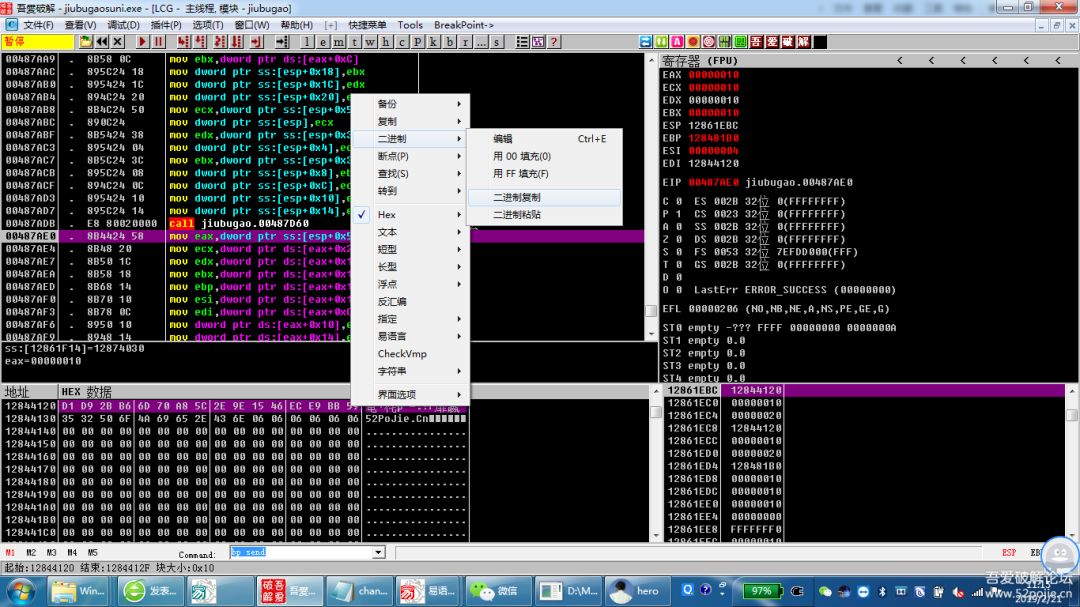 吾爱破解 - jiubugaosuni.exe - [LCG - 主线程, 模块 - jiubugao]
文件(F) 查看(V) 调试(D) 插件(P) 选项(T) 窗口(W) 帮助(H) [+] 快捷菜单 Tools BreakPoint->
暂停 l e m t w h c p k b r ... s 吾 爱 破 解
00487AA9 . 8B58 0C mov ebx,dword ptr ds:[eax+0xC]
00487AAC . 895C24 18 mov dword ptr ss:[esp+0x18],ebx
00487AB0 . 895424 1C mov dword ptr ss:[esp+0x1C],edx
00487AB4 . 894C24 20 mov dword ptr ss:[esp+0x20],e
00487AB8 . 8B4C24 50 mov ecx,dword ptr ss:[esp+0x5
00487ABC . 890C24 mov dword ptr ss:[esp],ecx
00487ABF . 8B5424 38 mov edx,dword ptr ss:[esp+0x3
00487AC3 . 895424 04 mov dword ptr ss:[esp+0x4],e
00487AC7 . 8B5C24 3C mov ebx,dword ptr ss:[esp+0x3
00487ACB . 895C24 08 mov dword ptr ss:[esp+0x8],e
00487ACF . 894C24 0C mov dword ptr ss:[esp+0xC],e
00487AD3 . 895424 10 mov dword ptr ss:[esp+0x10],
00487AD7 . 895C24 14 mov dword ptr ss:[esp+0x14],
00487ADB . E8 80020000 call jiubugao.00487D60
00487AE0 . 8B4424 58 mov eax,dword ptr ss:[esp+0x5
00487AE4 . 8B48 20 mov ecx,dword ptr ds:[eax+0x2
00487AE7 . 8B50 1C mov edx,dword ptr ds:[eax+0x1
00487AEA . 8B58 18 mov ebx,dword ptr ds:[eax+0x1
00487AED . 8B68 14 mov ebp,dword ptr ds:[eax+0x1
00487AF0 . 8B70 10 mov esi,dword ptr ds:[eax+0x1
00487AF3 . 8B78 0C mov edi,dword ptr ds:[eax+0xC
00487AF6 . 8950 10 mov dword ptr ds:[eax+0x10],e
00487AF9 . 8948 14 mov dword ptr ds:[eax+0x14],e
ss:[12861F14]=12874030
eax=00000010
备份
复制
二进制
断点(P)
查找(S)
转到
Hex
文本
短型
长型
浮点
反汇编
指定
易语言
CheckVmp
字符串
界面选项
编辑 Ctrl+E
用 00 填充(0)
用 FF 填充(F)
二进制复制
二进制粘贴
寄存器 (FPU) < < < < < <
EAX 00000010
ECX 00000010
EDX 00000010
EBX 00000010
ESP 12861EBC
EBP 128481B0
ESI 00000004
EDI 12844120
EIP 00487AE0 jiubugao.00487AE0
C 0 ES 002B 32位 0(FFFFFFFF)
P 1 CS 0023 32位 0(FFFFFFFF)
A 0 SS 002B 32位 0(FFFFFFFF)
Z 0 DS 002B 32位 0(FFFFFFFF)
S 0 FS 0053 32位 7EFDD000(FFF)
T 0 GS 002B 32位 0(FFFFFFFF)
D 0
O 0 LastErr ERROR_SUCCESS (00000000)
EFL 00000206 (NO,NB,NE,A,NS,PE,GE,G)
ST0 empty -??? FFFF 00000000 0000000A
ST1 empty 0.0
ST2 empty 0.0
ST3 empty 0.0
ST4 empty 0.0
地址 HEX 数据
12844120 D1 D9 2B B6 6D 70 A8 5C 2E 9E 15 46 EC E9 BB
12844130 35 32 50 6F 4A 69 65 2E 43 6E 06 06 06 06 06 06 52PoJie.Cn
12844140 00 00 00 00 00 00 00 00 00 00 00 00 00 00 00 00 ................
12844150 00 00 00 00 00 00 00 00 00 00 00 00 00 00 00 00 ................
12844160 00 00 00 00 00 00 00 00 00 00 00 00 00 00 00 00 ................
12844170 00 00 00 00 00 00 00 00 00 00 00 00 00 00 00 00 ................
12844180 00 00 00 00 00 00 00 00 00 00 00 00 00 00 00 00 ................
12844190 00 00 00 00 00 00 00 00 00 00 00 00 00 00 00 00 ................
128441A0 00 00 00 00 00 00 00 00 00 00 00 00 00 00 00 00 ................
128441B0 00 00 00 00 00 00 00 00 00 00 00 00 00 00 00 00 ................
128441C0 00 00 00 00 00 00 00 00 00 00 00 00 00 00 00 00 ................
12861EBC 12844120
12861EC0 00000010
12861EC4 00000020
12861EC8 12844120
12861ECC 00000010
12861ED0 00000020
12861ED4 128481B0
12861ED8 00000010
12861EDC 00000010
12861EE0 00000010
12861EE4 00000000
12861EE8 FFFFFFF0
M1 M2 M3 M4 M5 Command: bp send ESP EB
起始:12844120 结束:1284412F 块大小:0x10
Win... 发表... 吾爱... chan... 易语... 微信 D:\M... hero 97% 11:15
2019/2/21
吾爱破解论坛
www.52pojie.cn